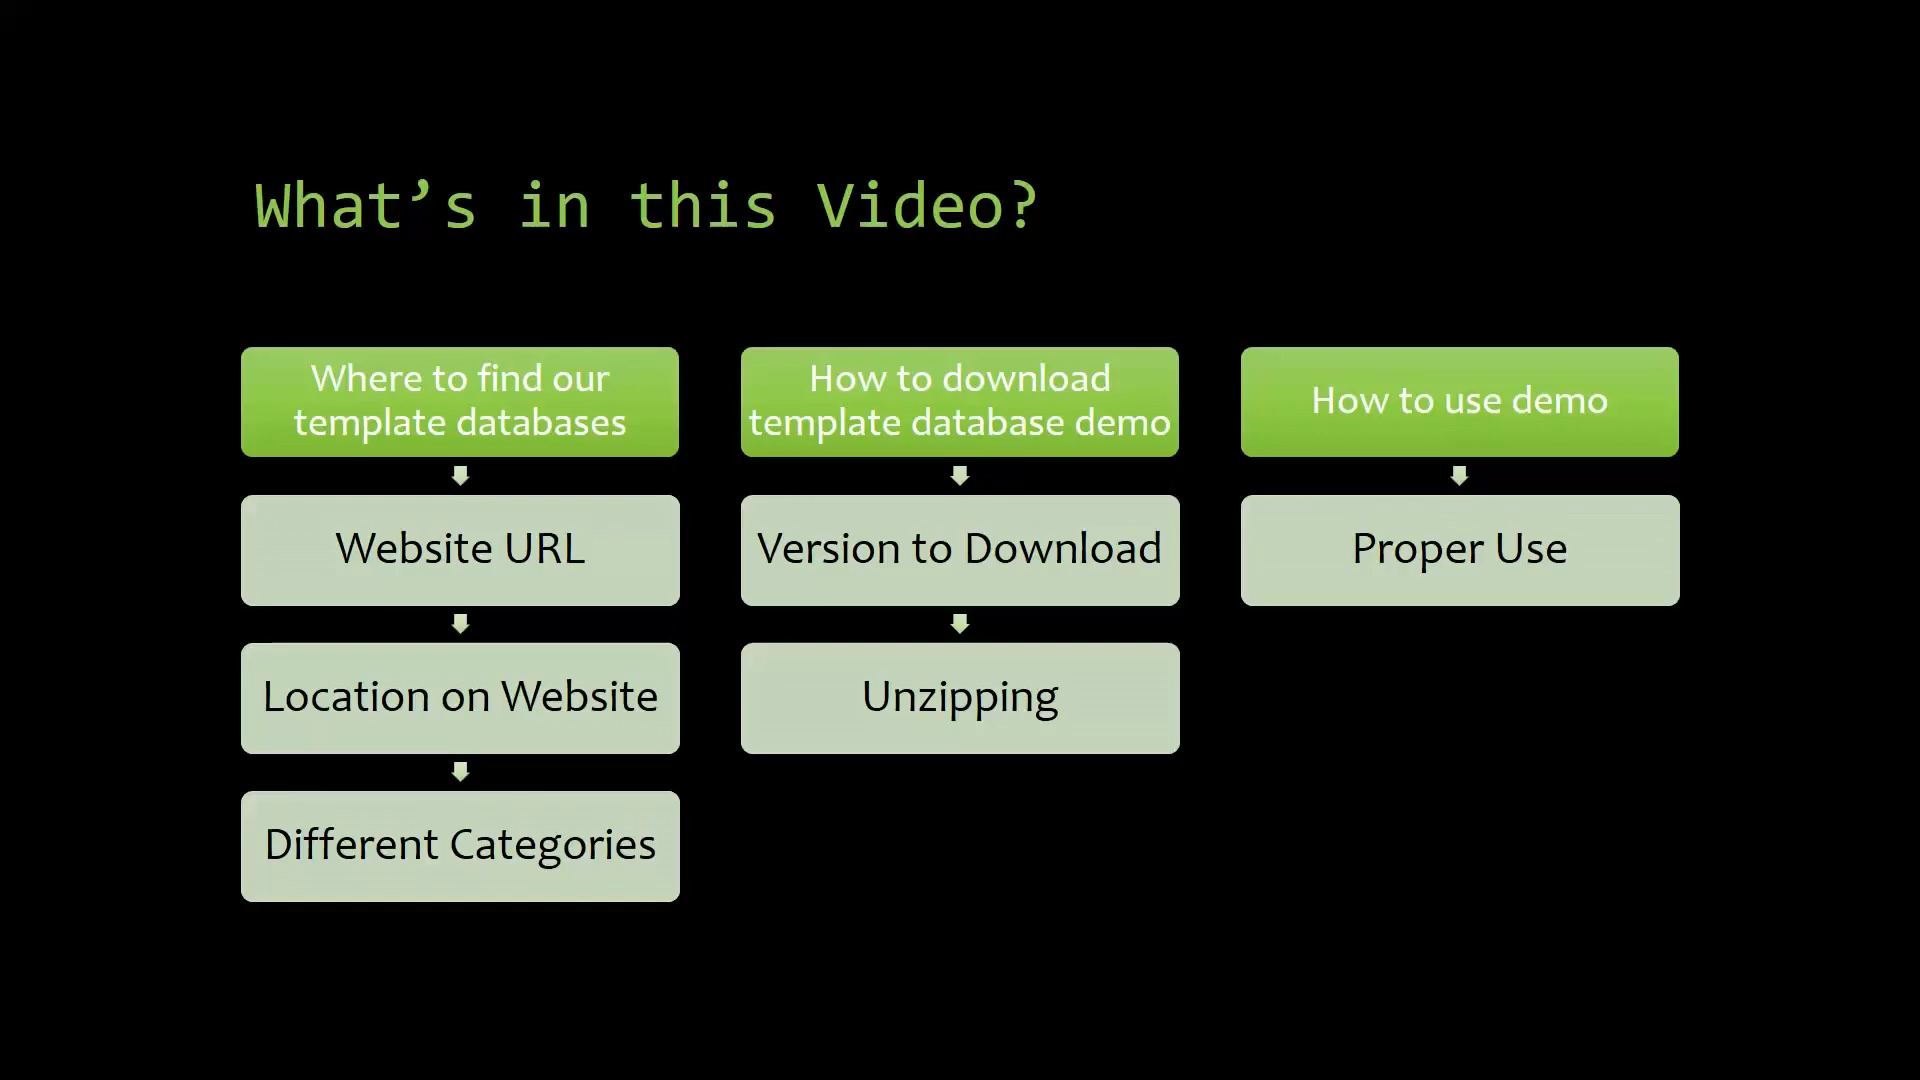 What’s in this Video?
Where to find our
template databases
Website URL
Location on Website
Different Categories
How to download
template database demo
Version to Download
Unzipping
How to use demo
Proper Use